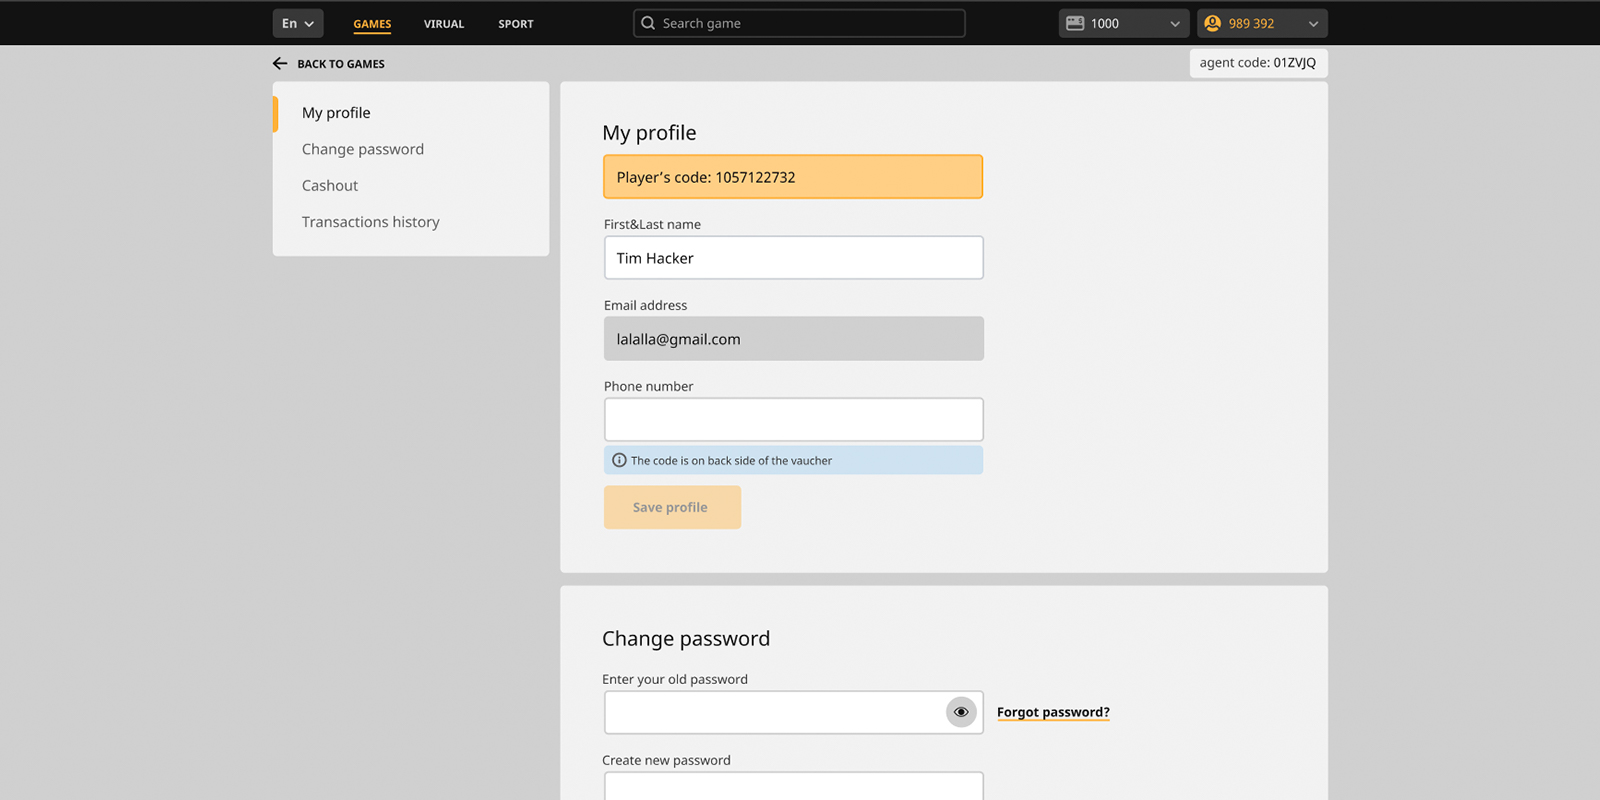 En
GAMES
VIRUAL
SPORT
Search game
1000
989 392
BACK TO GAMES
agent code: 01ZVJQ
My profile
Change password
Cashout
Transactions history
My profile
Player’s code: 1057122732
First&Last name
Tim Hacker
Email address
lalalla@gmail.com
Phone number
The code is on back side of the vaucher
Save profile
Change password
Enter your old password
Forgot password?
Create new password